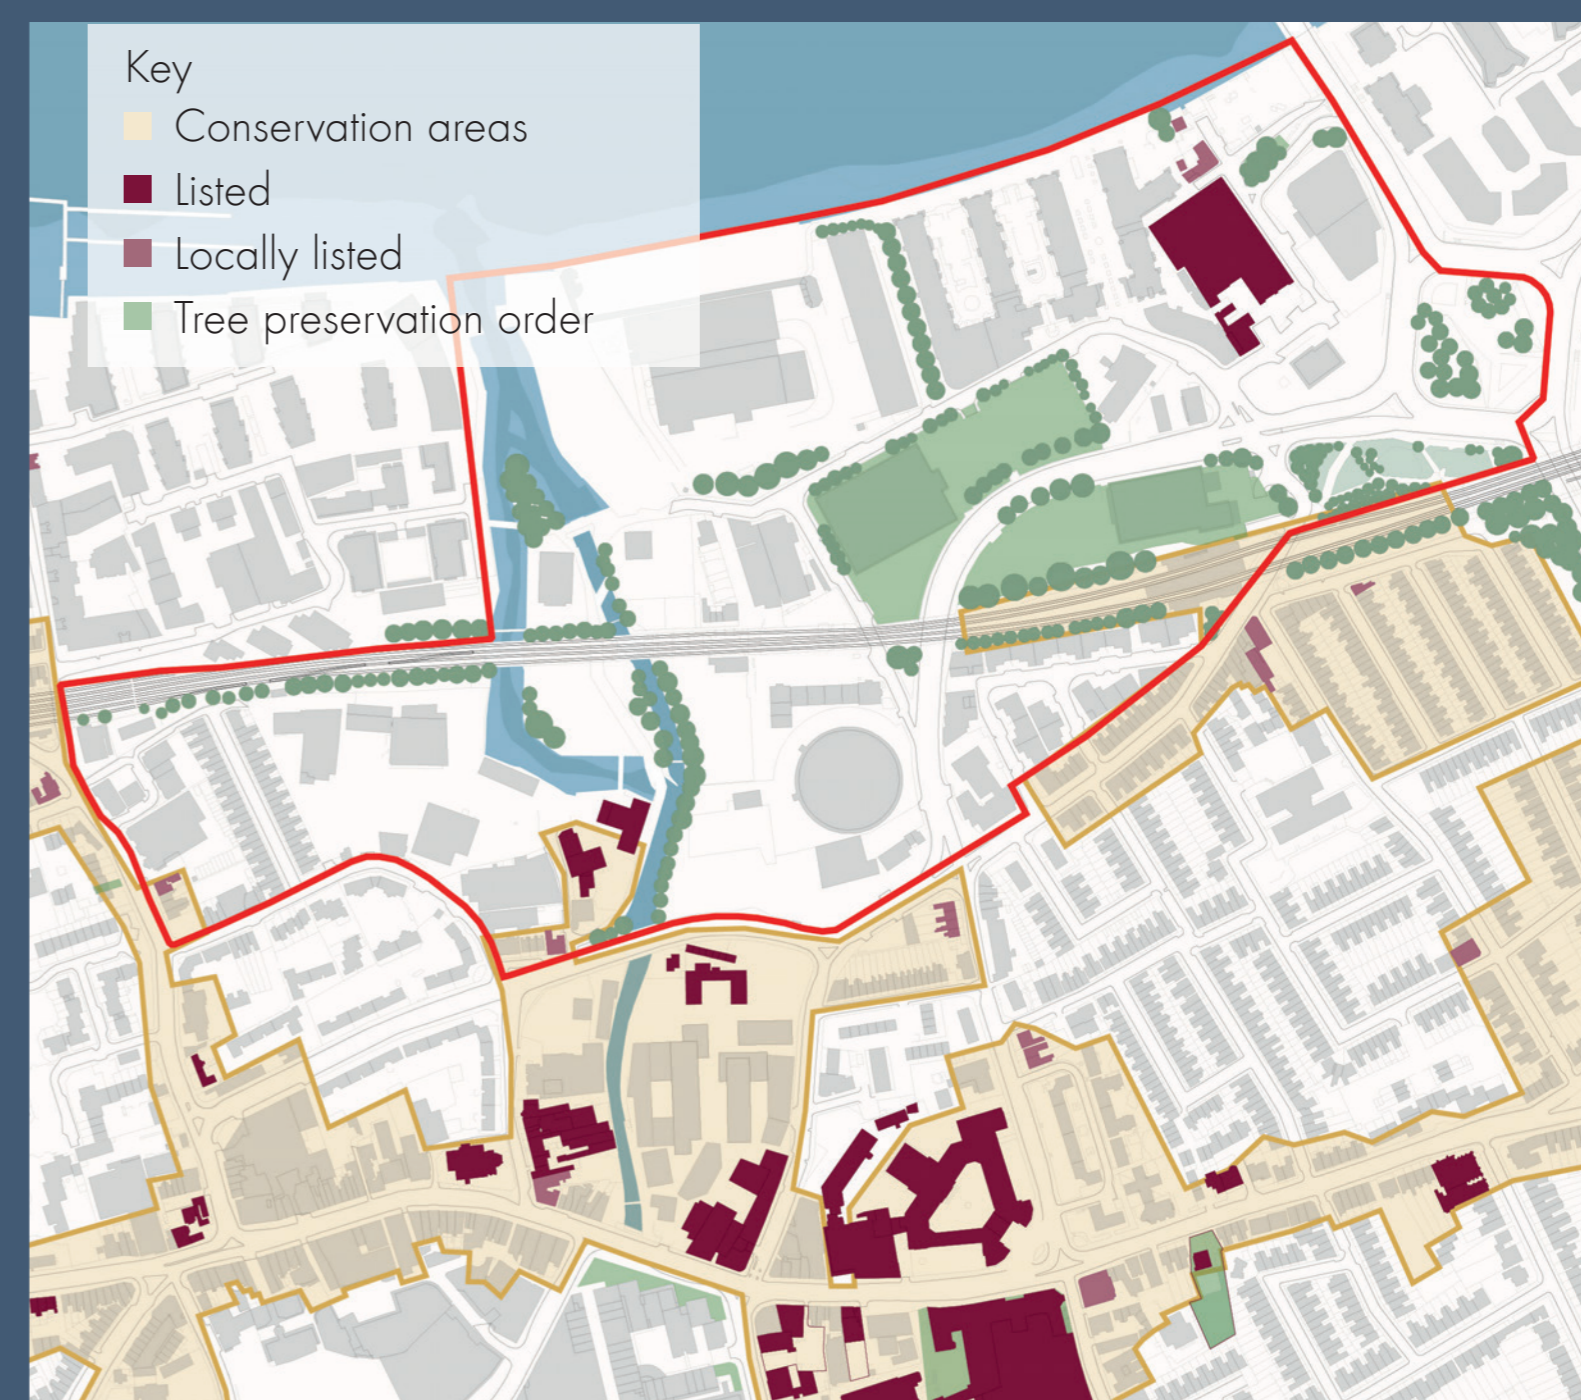 Key
Conservation areas
Listed
Locally listed
Tree preservation order